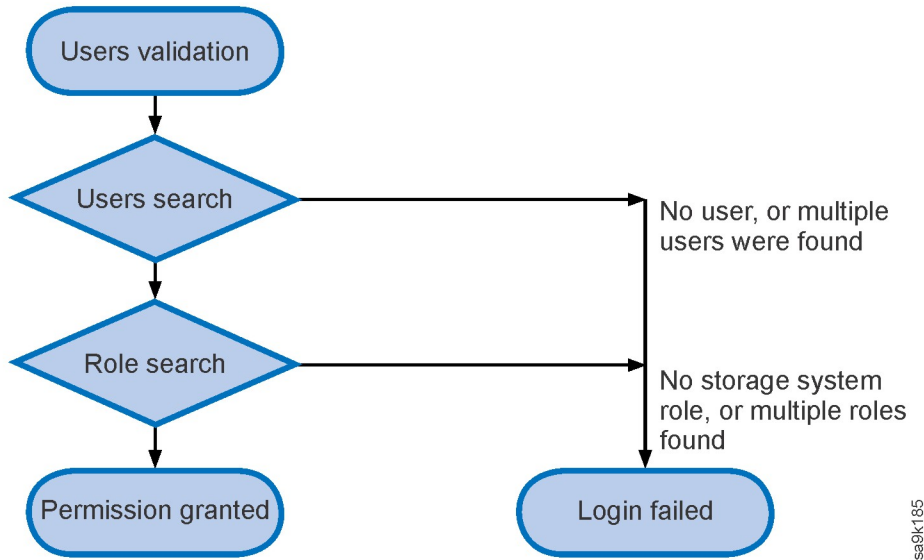 Users validation
Users search
No user, or multiple
users were found
Role search
No storage system
role, or multiple roles
found
Permission granted
Login failed
sa9k185